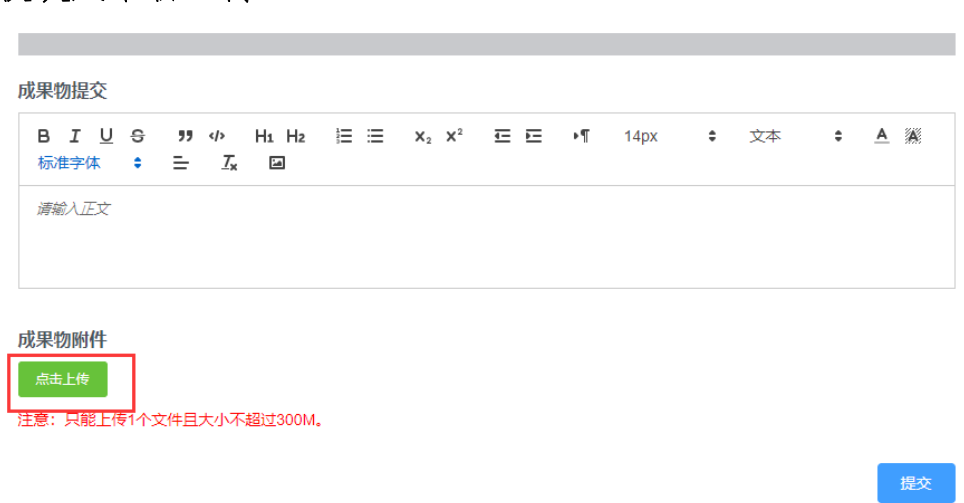 成果物提交
B I U S ” </> H1 H2 X₂ X² ¶ 14px 文本 A A
标准字体 Tx
请输入正文
成果物附件
点击上传
注意：只能上传1个文件且大小不超过300M。
提交